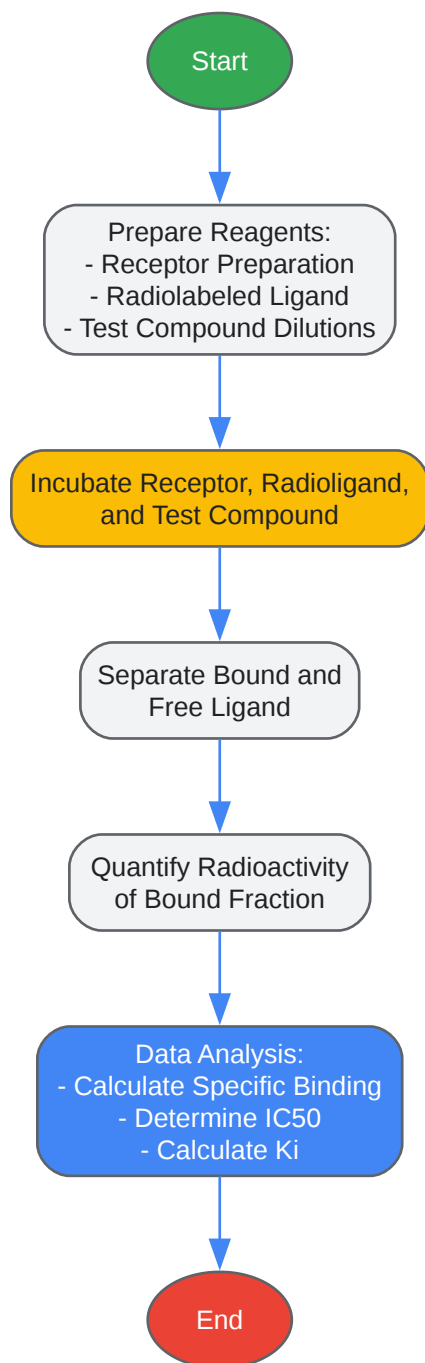 Start
Prepare Reagents:
- Receptor Preparation
- Radiolabeled Ligand
- Test Compound Dilutions
Incubate Receptor, Radioligand,
and Test Compound
Separate Bound and
Free Ligand
Quantify Radioactivity
of Bound Fraction
Data Analysis:
- Calculate Specific Binding
- Determine IC50
- Calculate Ki
End